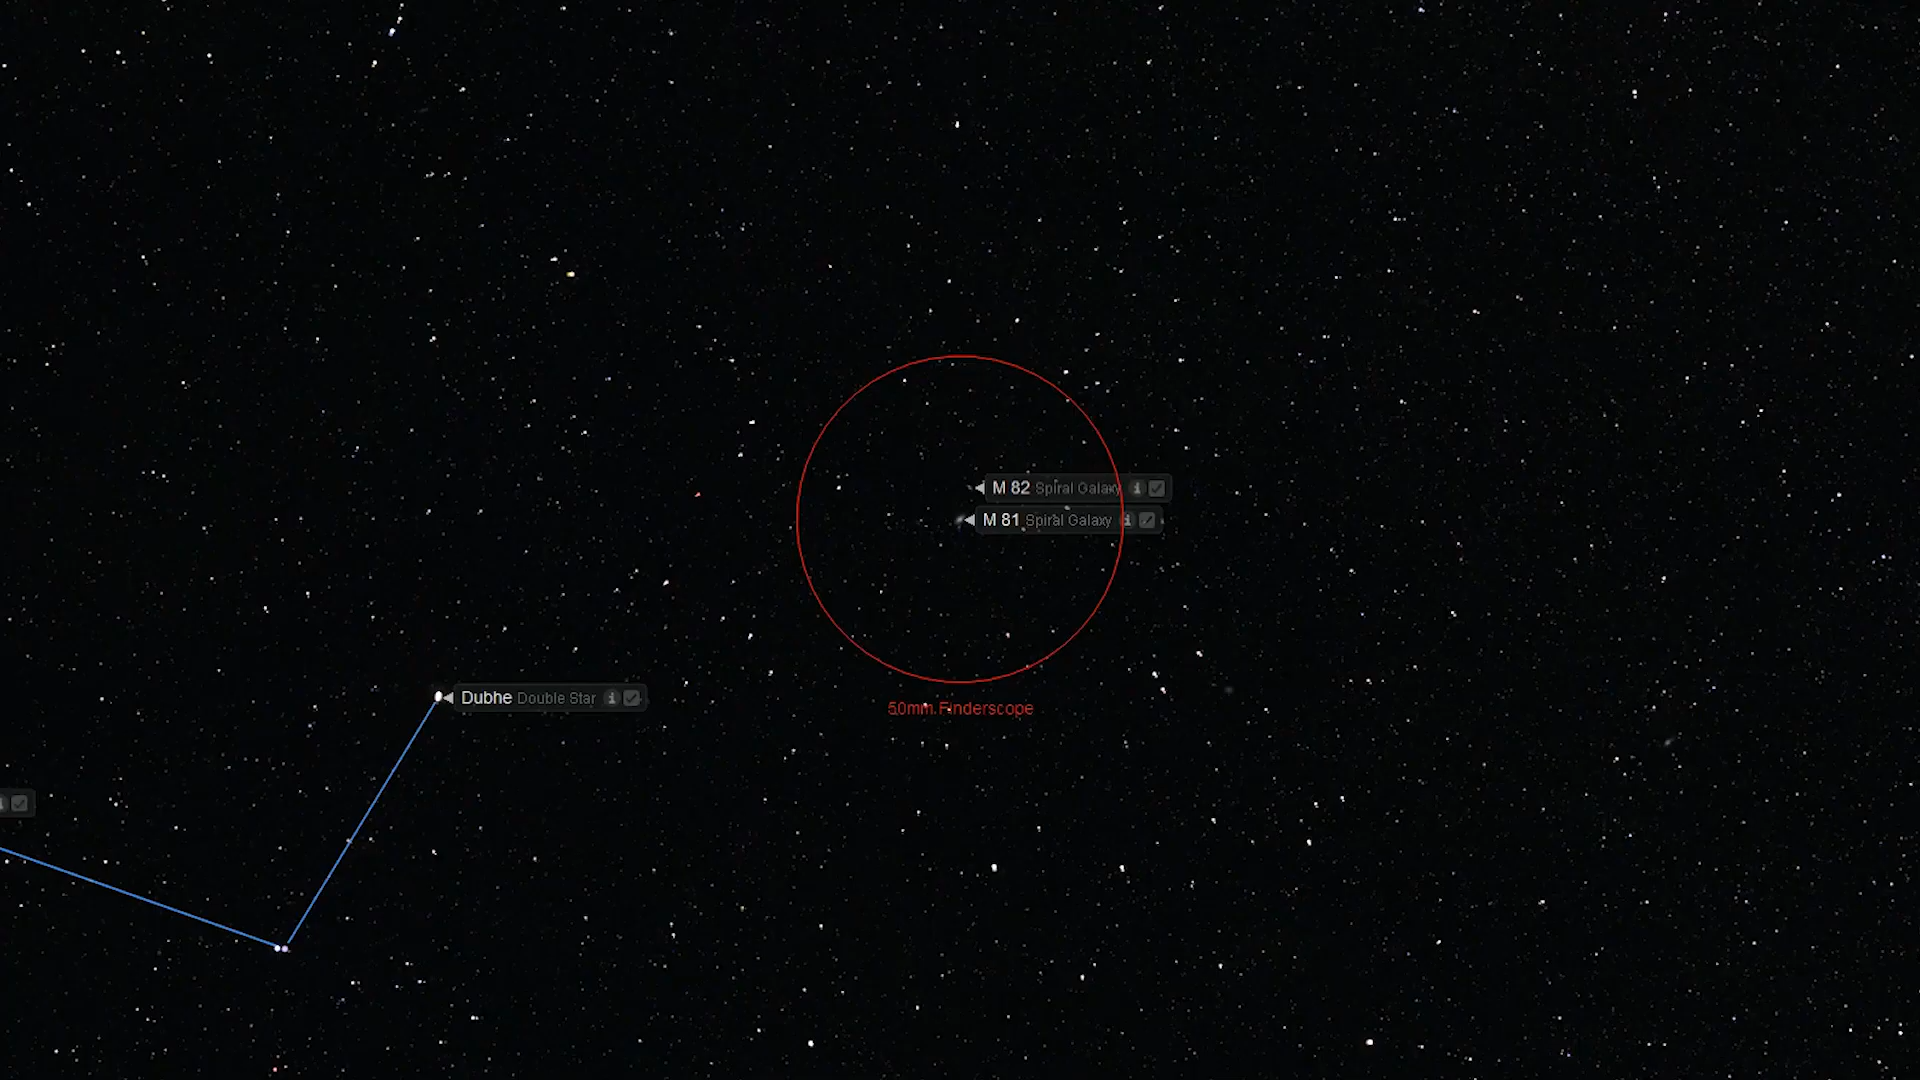 M 82 Spiral Galaxy i
M 81 Spiral Galaxy i
Dubhe Double Star i
50mm Finderscope